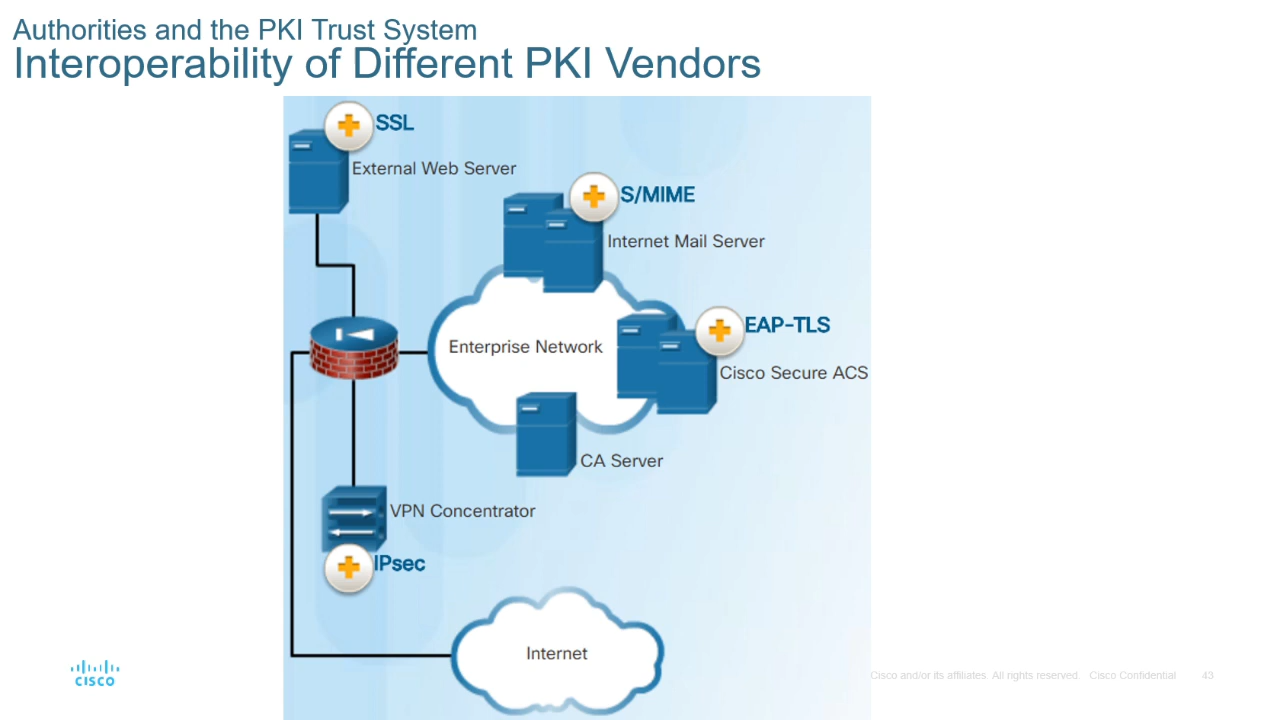 Authorities and the PKI Trust System
Interoperability of Different PKI Vendors
SSL
External Web Server
S/MIME
Internet Mail Server
EAP-TLS
Enterprise Network
Cisco Secure ACS
CA Server
VPN Concentrator
IPsec
Internet
CISCO
Cisco and/or its affiliates. All rights reserved. Cisco Confidential 43